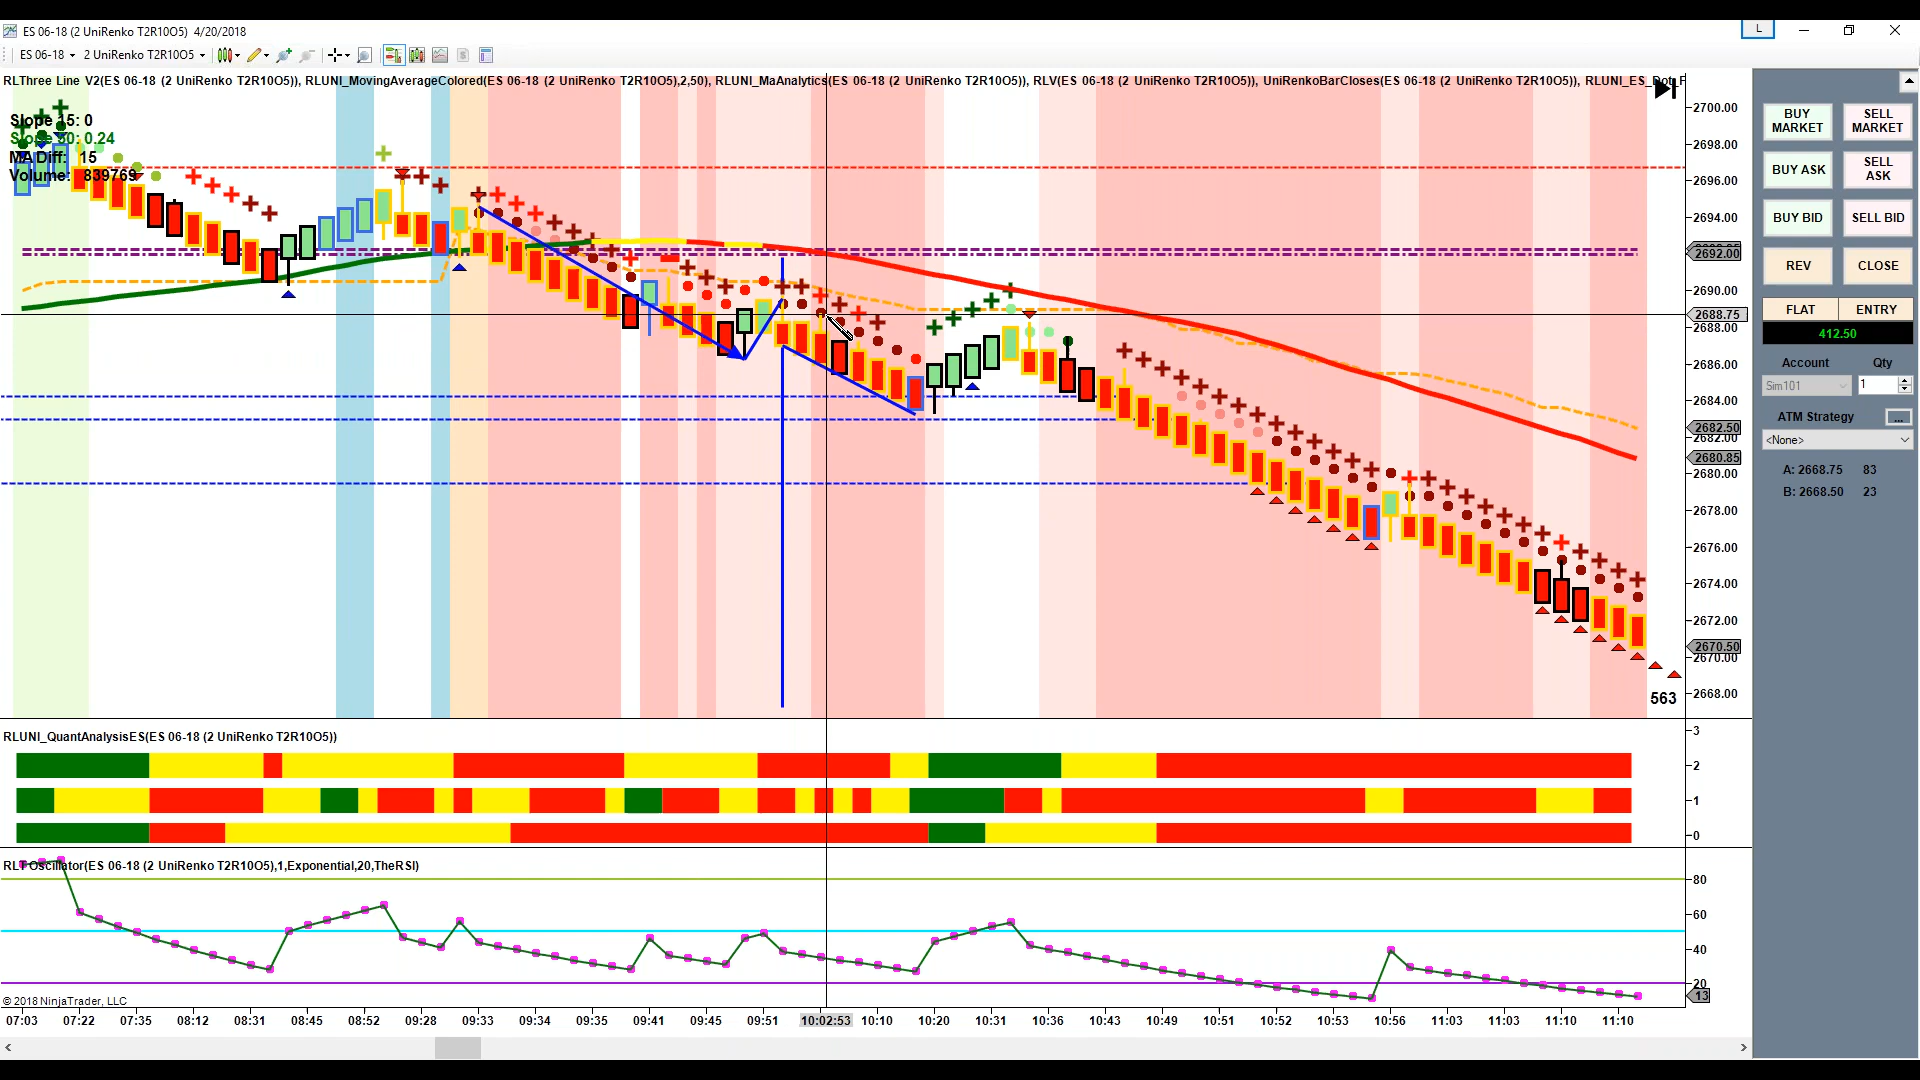 ES 06-18 (2 UniRenko T2R10O5)  4/20/2018
L
ES 06-18
2 UniRenko T2R10O5
RLThree Line V2(ES 06-18 (2 UniRenko T2R10O5)), RLUNI_MovingAverageColored(ES 06-18 (2 UniRenko T2R10O5),2,50), RLUNI_MaAnalytics(ES 06-18 (2 UniRenko T2R10O5)), RLV(ES 06-18 (2 UniRenko T2R10O5)), UniRenkoBarCloses(ES 06-18 (2 UniRenko T2R10O5)), RLUNI_ES_Dot_F
Slope 15: 0
Slope 50: 0.24
MA Diff: 15
Volume: 839769
2700.00
2698.00
2696.00
2694.00
2692.00
2690.00
2688.75
2688.00
2686.00
2684.00
2682.50
2682.00
2680.85
2680.00
2678.00
2676.00
2674.00
2672.00
2670.50
2670.00
2668.00
563
BUY MARKET
SELL MARKET
BUY ASK
SELL ASK
BUY BID
SELL BID
REV
CLOSE
FLAT
ENTRY
412.50
Account
Qty
Sim101
1
ATM Strategy
...
<None>
A: 2668.75 83
B: 2668.50 23
RLUNI_QuantAnalysisES(ES 06-18 (2 UniRenko T2R10O5))
3
2
1
0
RLT Oscillator(ES 06-18 (2 UniRenko T2R10O5),1,Exponential,20,TheRSI)
80
60
40
20
13
© 2018 NinjaTrader, LLC
07:03 07:22 07:35 08:12 08:31 08:45 08:52 09:28 09:33 09:34 09:35 09:41 09:45 09:51 10:02:53 10:10 10:20 10:31 10:36 10:43 10:49 10:51 10:52 10:53 10:56 11:03 11:03 11:10 11:10